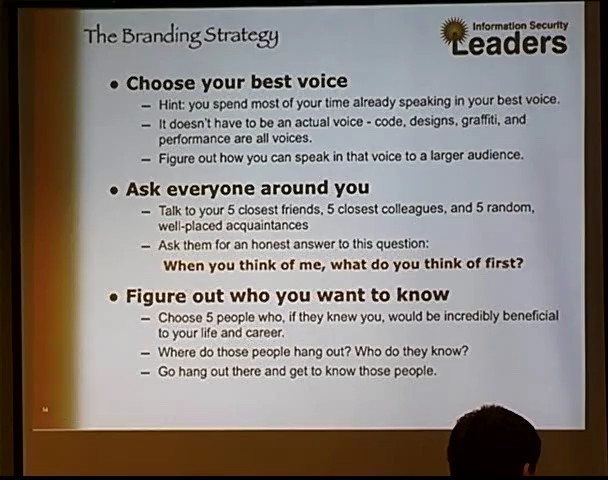 The Branding Strategy
Information Security
Leaders
• Choose your best voice
– Hint: you spend most of your time already speaking in your best voice.
– It doesn't have to be an actual voice - code, designs, graffiti, and
performance are all voices.
– Figure out how you can speak in that voice to a larger audience.
• Ask everyone around you
– Talk to your 5 closest friends, 5 closest colleagues, and 5 random,
well-placed acquaintances
– Ask them for an honest answer to this question:
When you think of me, what do you think of first?
• Figure out who you want to know
– Choose 5 people who, if they knew you, would be incredibly beneficial
to your life and career.
– Where do those people hang out? Who do they know?
– Go hang out there and get to know those people.